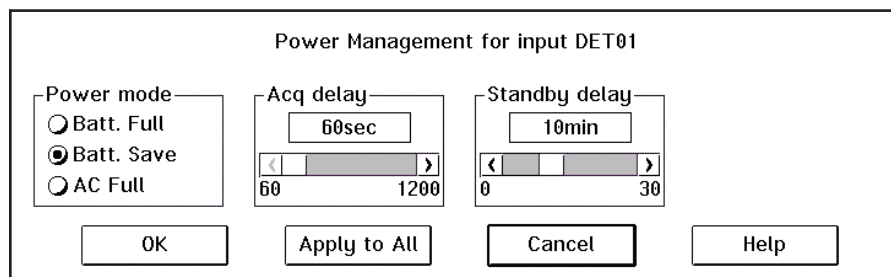 Power Management for input DET01
Power mode
Batt. Full
Batt. Save
AC Full
Acq delay
60sec
60 1200
Standby delay
10min
0 30
OK Apply to All Cancel Help